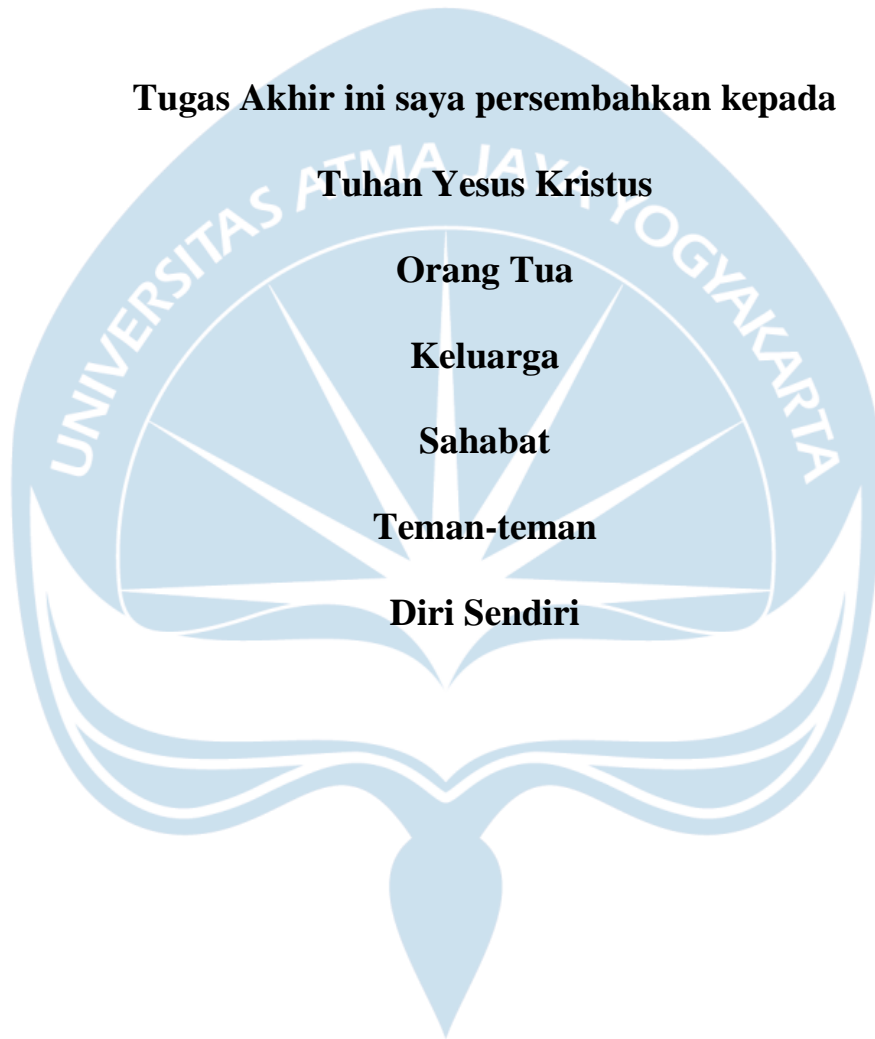 Tugas Akhir ini saya persembahkan kepada
UNIVERSITAS ATMA JAYA YOGYAKARTA
Tuhan Yesus Kristus
Orang Tua
Keluarga
Sahabat
Teman-teman
Diri Sendiri